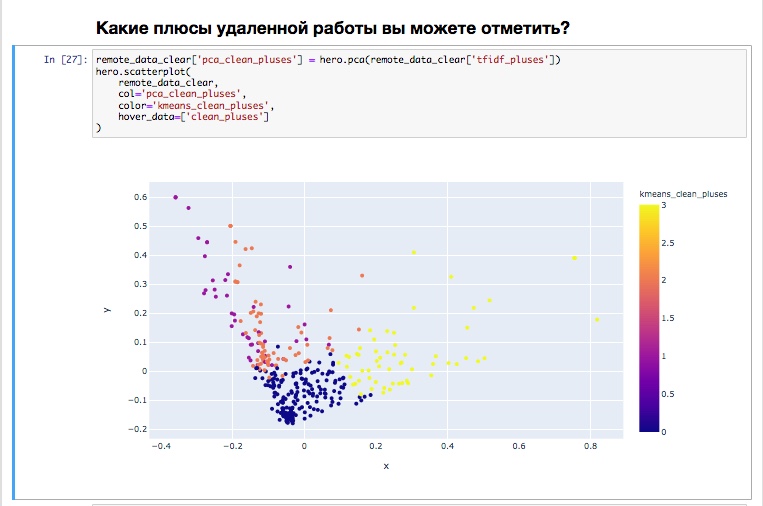 Какие плюсы удаленной работы вы можете отметить?
In [27]: remote_data_clear['pca_clean_pluses'] = hero.pca(remote_data_clear['tfidf_pluses'])
hero.scatterplot(
remote_data_clear,
col='pca_clean_pluses',
color='kmeans_clean_pluses',
hover_data=['clean_pluses']
)
kmeans_clean_pluses
0.6
0.5
0.4
0.3
0.2
0.1
0
−0.1
−0.2
y
−0.4 −0.2 0 0.2 0.4 0.6 0.8
x
3
2.5
2
1.5
1
0.5
0